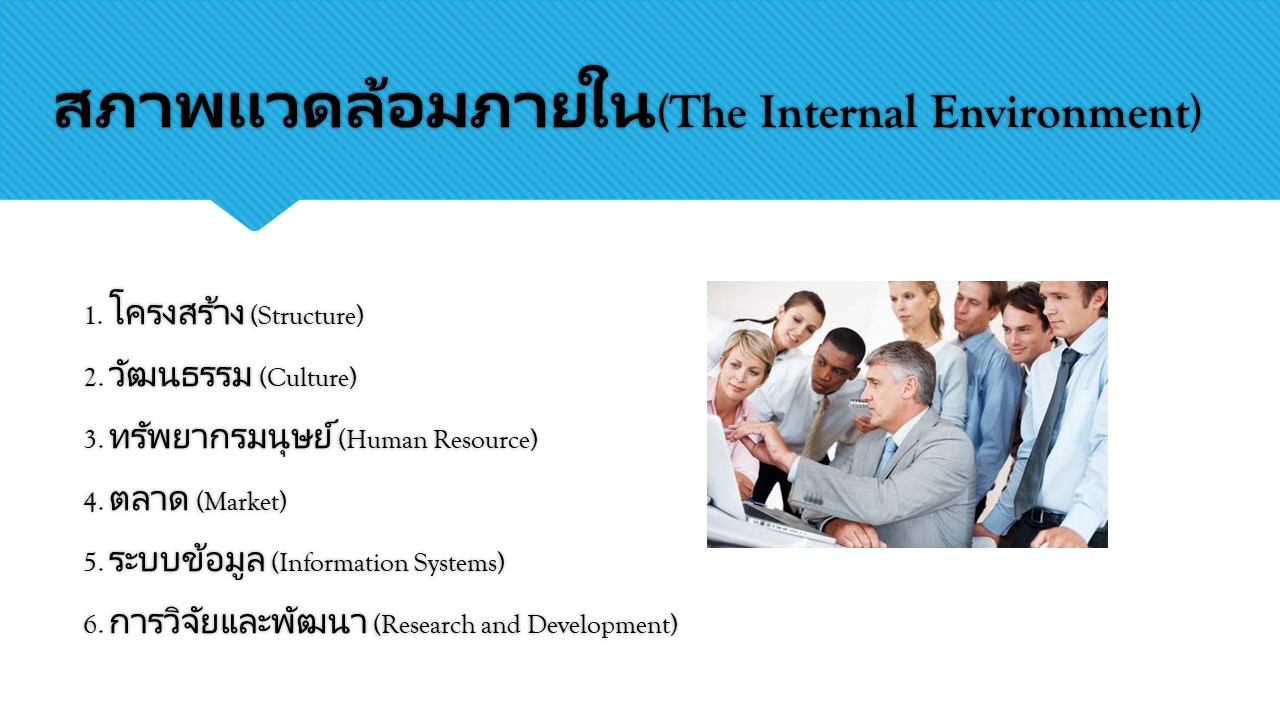 สภาพแวดล้อมภายใน(The Internal Environment)
1. โครงสร้าง (Structure)
2. วัฒนธรรม (Culture)
3. ทรัพยากรมนุษย์ (Human Resource)
4. ตลาด (Market)
5. ระบบข้อมูล (Information Systems)
6. การวิจัยและพัฒนา (Research and Development)